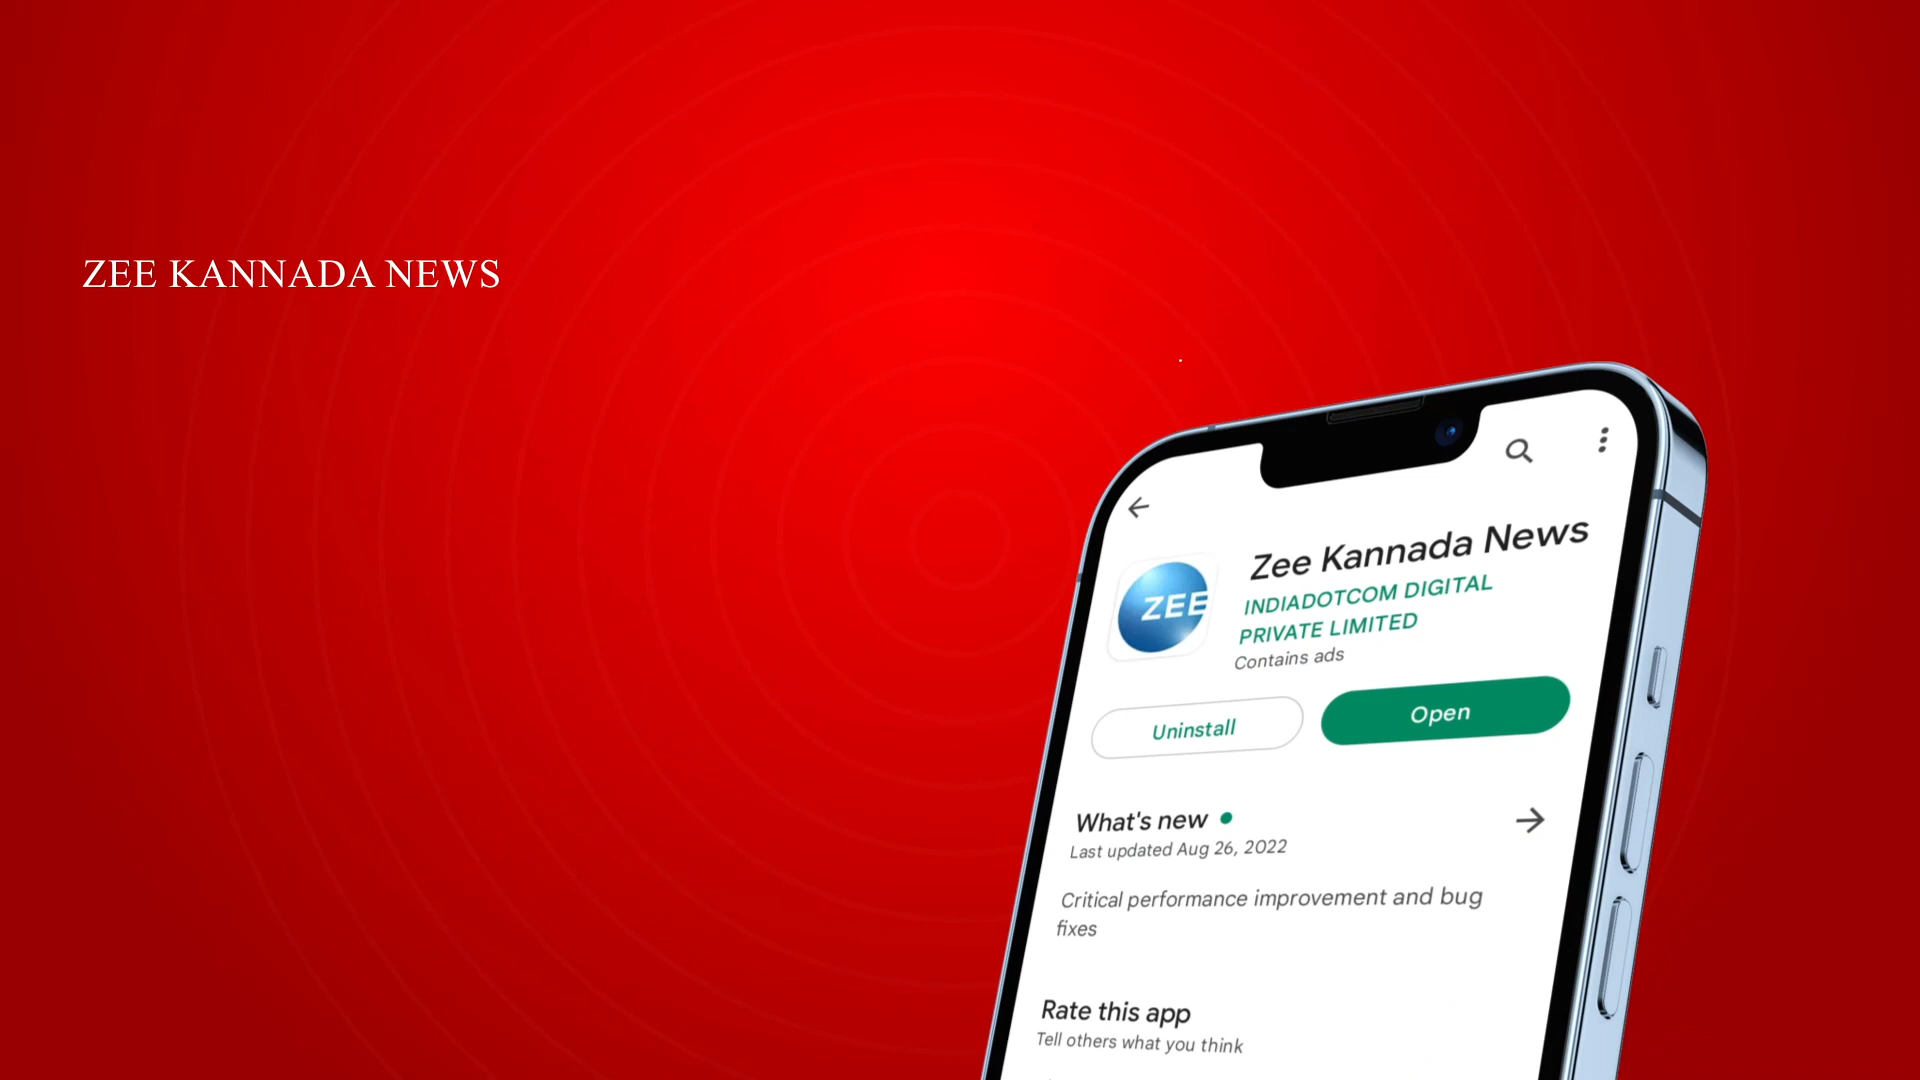 ZEE KANNADA NEWS
Zee Kannada News
ZEE
INDIADOTCOM DIGITAL
PRIVATE LIMITED
Contains ads
Uninstall
Open
What's new
Last updated Aug 26, 2022
Critical performance improvement and bug
fixes
Rate this app
Tell others what you think